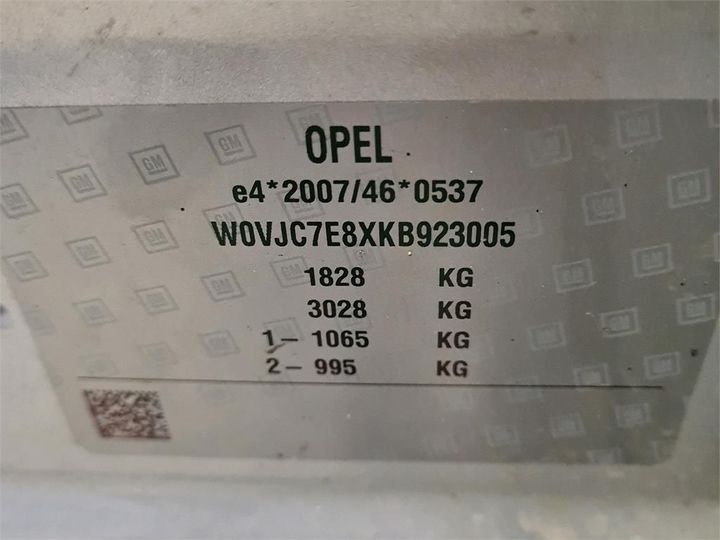 OPEL
e4*2007/46*0537
W0VJC7E8XKB923005
1828 KG
3028 KG
1- 1065 KG
2- 995 KG